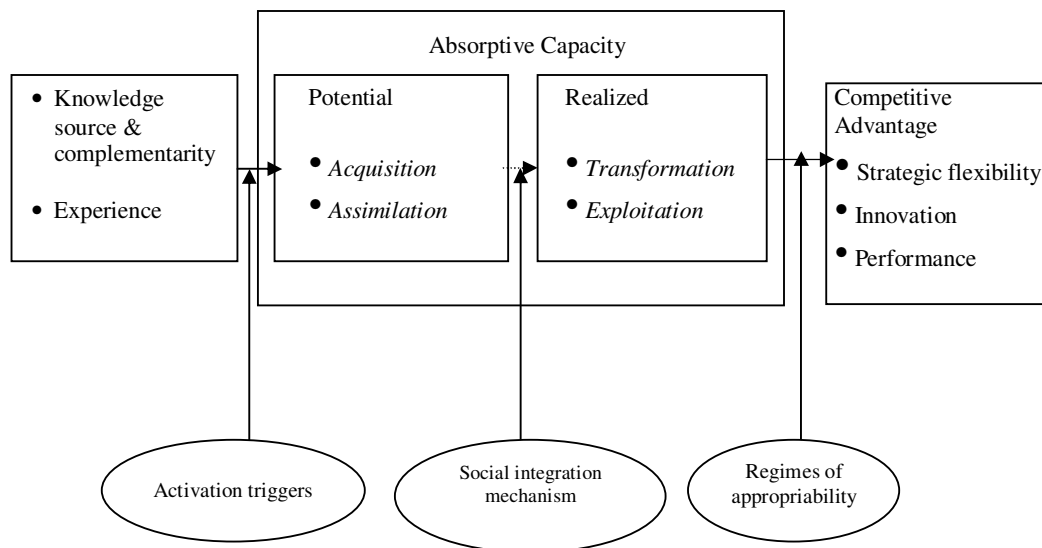 Absorptive Capacity
• Knowledge
source &
complementarity
• Experience
Potential
• Acquisition
• Assimilation
Realized
• Transformation
• Exploitation
Competitive
Advantage
• Strategic flexibility
• Innovation
• Performance
Activation triggers
Social integration
mechanism
Regimes of
appropriability